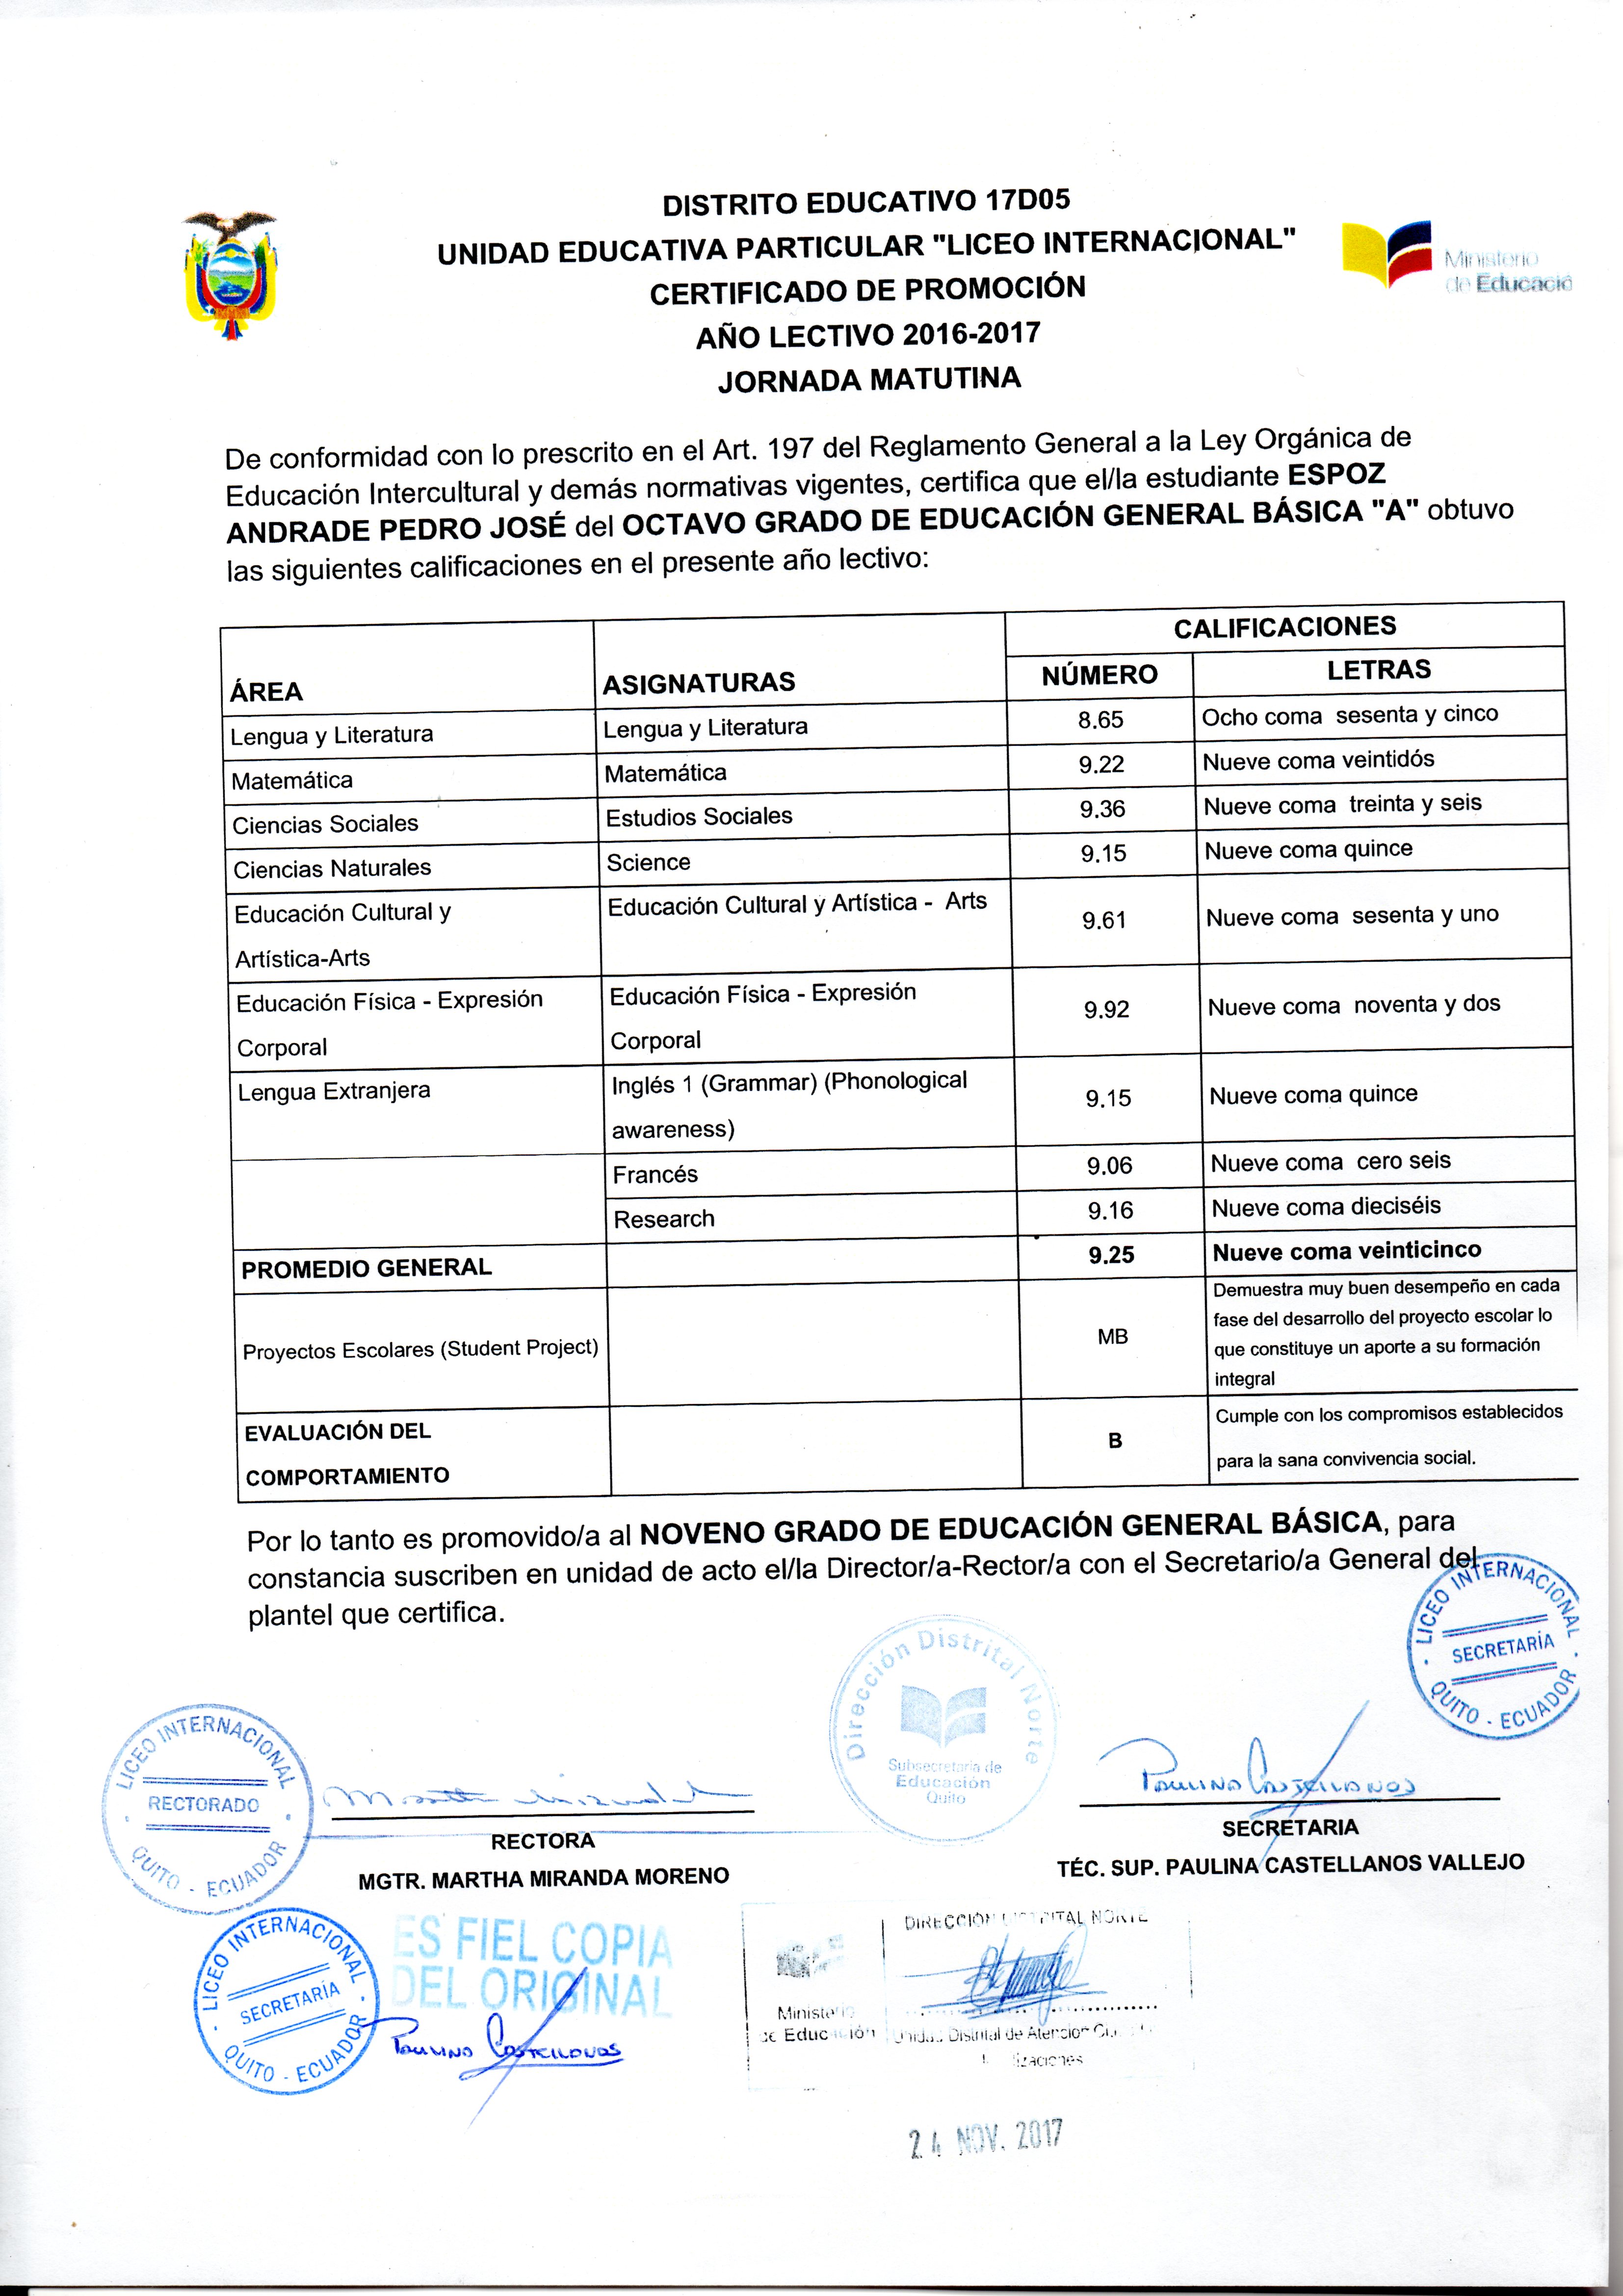 DISTRITO EDUCATIVO 17D05
UNIDAD EDUCATIVA PARTICULAR "LICEO INTERNACIONAL"
CERTIFICADO DE PROMOCIÓN
AÑO LECTIVO 2016-2017
JORNADA MATUTINA
Ministerio
de Educació
De conformidad con lo prescrito en el Art. 197 del Reglamento General a la Ley Orgánica de
Educación Intercultural y demás normativas vigentes, certifica que el/la estudiante ESPOZ
ANDRADE PEDRO JOSÉ del OCTAVO GRADO DE EDUCACIÓN GENERAL BÁSICA "A" obtuvo
las siguientes calificaciones en el presente año lectivo:
CALIFICACIONES
ÁREA ASIGNATURAS NÚMERO LETRAS
Lengua y Literatura Lengua y Literatura 8.65 Ocho coma sesenta y cinco
Matemática Matemática 9.22 Nueve coma veintidós
Ciencias Sociales Estudios Sociales 9.36 Nueve coma treinta y seis
Ciencias Naturales Science 9.15 Nueve coma quince
Educación Cultural y Educación Cultural y Artística - Arts 9.61 Nueve coma sesenta y uno
Artística-Arts
Educación Física - Expresión Educación Física - Expresión 9.92 Nueve coma noventa y dos
Corporal Corporal
Lengua Extranjera Inglés 1 (Grammar) (Phonological 9.15 Nueve coma quince
awareness)
Francés 9.06 Nueve coma cero seis
Research 9.16 Nueve coma dieciséis
PROMEDIO GENERAL 9.25 Nueve coma veinticinco
Proyectos Escolares (Student Project) MB Demuestra muy buen desempeño en cada
fase del desarrollo del proyecto escolar lo
que constituye un aporte a su formación
integral
EVALUACIÓN DEL B Cumple con los compromisos establecidos
COMPORTAMIENTO para la sana convivencia social.
Por lo tanto es promovido/a al NOVENO GRADO DE EDUCACIÓN GENERAL BÁSICA, para
constancia suscriben en unidad de acto el/la Director/a-Rector/a con el Secretario/a General del
plantel que certifica.
LICEO INTERNACIONAL
SECRETARÍA
QUITO - ECUADOR
Dirección Distrital Norte
Subsecretaría de
Educación
Quito
LICEO INTERNACIONAL
RECTORADO
QUITO - ECUADOR
Paulina Castellanos
RECTORA
MGTR. MARTHA MIRANDA MORENO
SECRETARIA
TÉC. SUP. PAULINA CASTELLANOS VALLEJO
LICEO INTERNACIONAL
SECRETARÍA
QUITO - ECUADOR
ES FIEL COPIA
DEL ORIGINAL
Paulina Castellanos
DIRECCIÓN DISTRITAL NORTE
Ministerio
de Educación
Unidad Distrital de Atención
24 NOV. 2017